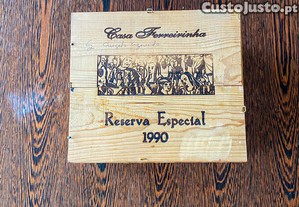 CustoJusto.pt
Casa Ferreirinha
Reserva Especial
1990